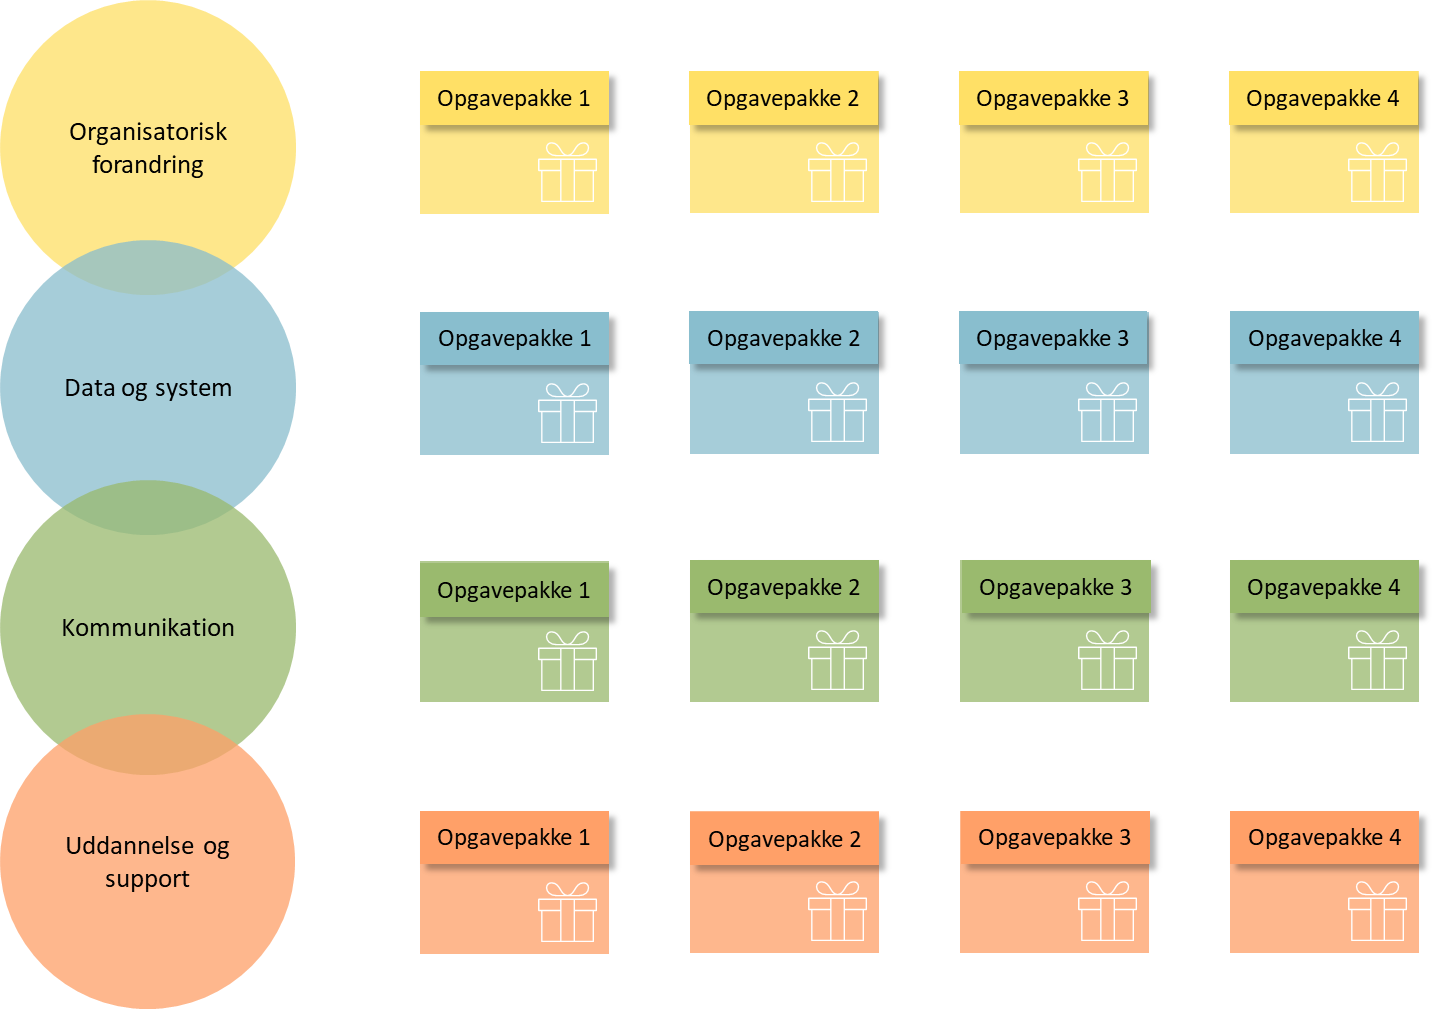 Organisatorisk
forandring
Opgavepakke 1
Opgavepakke 2
Opgavepakke 3
Opgavepakke 4
Data og system
Opgavepakke 1
Opgavepakke 2
Opgavepakke 3
Opgavepakke 4
Kommunikation
Opgavepakke 1
Opgavepakke 2
Opgavepakke 3
Opgavepakke 4
Uddannelse og
support
Opgavepakke 1
Opgavepakke 2
Opgavepakke 3
Opgavepakke 4